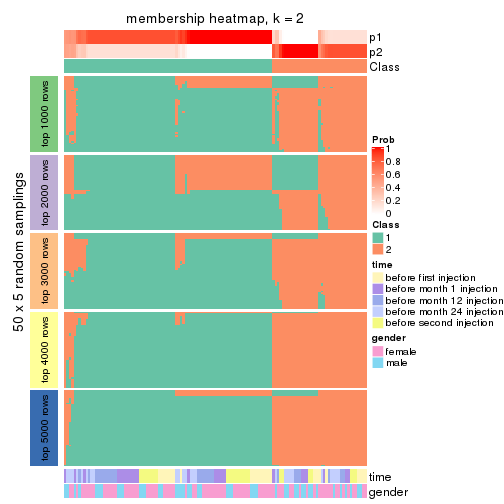 membership heatmap, k = 2
p1
p2
Class
50 x 5 random samplings
top 1000 rows
top 2000 rows
top 3000 rows
top 4000 rows
top 5000 rows
time
gender
Prob
1
0.8
0.6
0.4
0.2
0
Class
1
2
time
before first injection
before month 1 injection
before month 12 injection
before month 24 injection
before second injection
gender
female
male